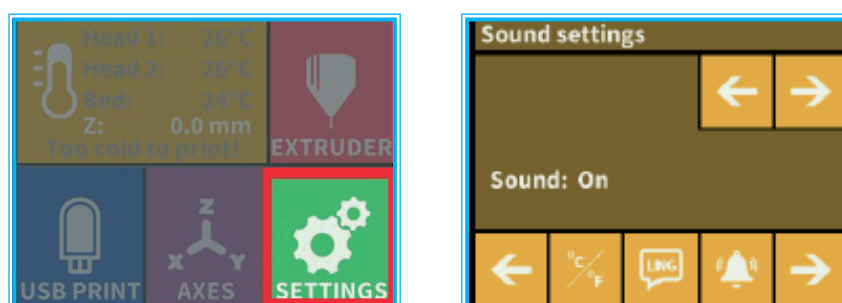 Head 1: 26°C
Head 2: 26°C
Bed: 24°C
Z: 0.0 mm
Too cold to print!
EXTRUDER
Z
X Y
USB PRINT AXES SETTINGS
Sound settings
Sound: On
°C/°F LING